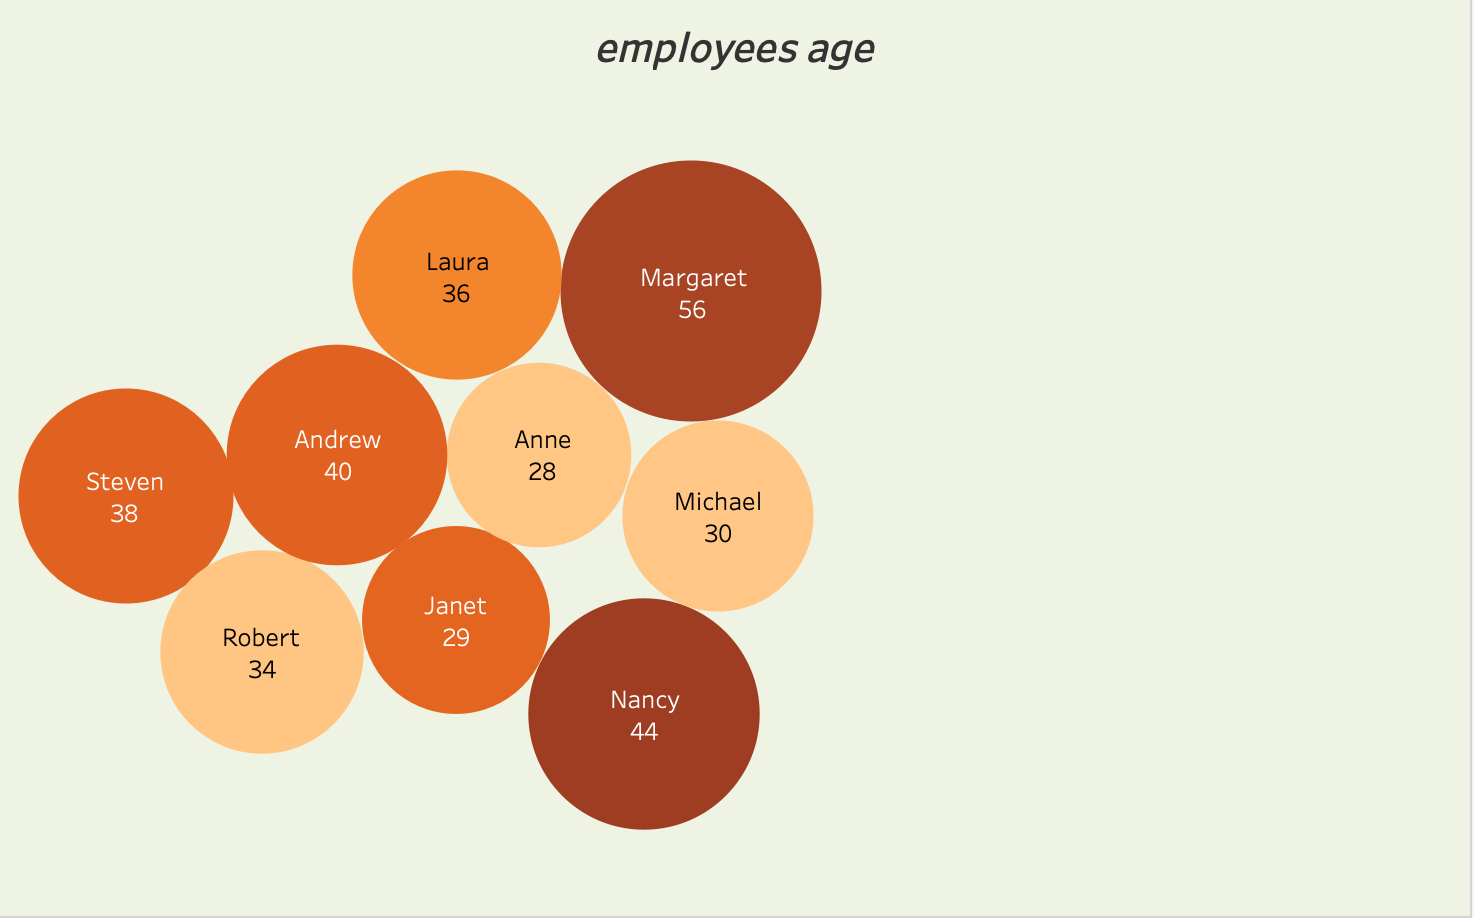 employees age
Laura
36
Margaret
56
Andrew
40
Anne
28
Steven
38
Michael
30
Janet
29
Robert
34
Nancy
44